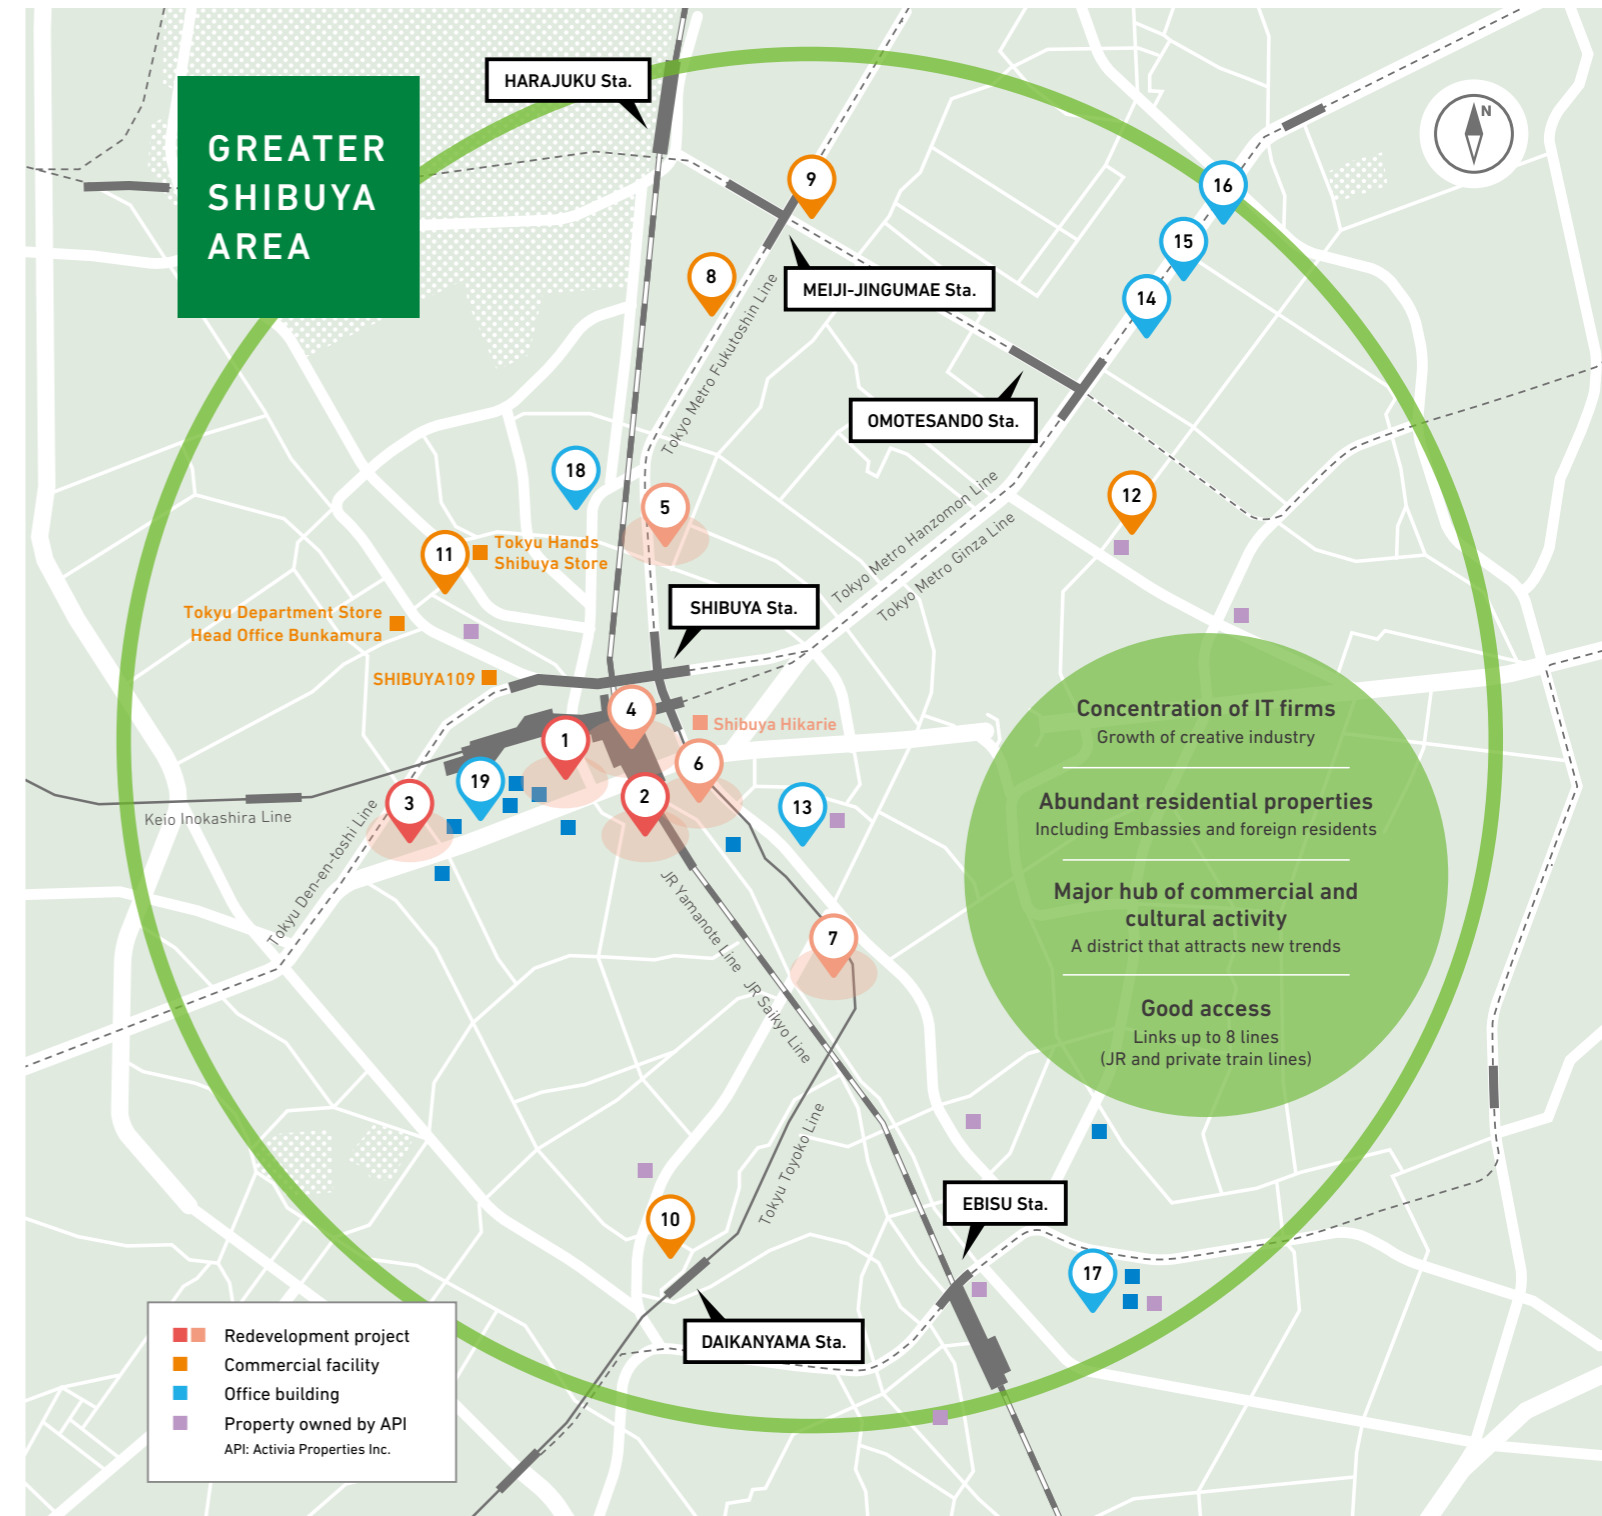 GREATER
SHIBUYA
AREA
HARAJUKU Sta.
N
9
16
15
8
MEIJI-JINGUMAE Sta.
14
Tokyo Metro Fukutoshin Line
OMOTESANDO Sta.
18
12
5
Tokyo Metro Hanzomon Line
Tokyo Metro Ginza Line
11
Tokyu Hands
Shibuya Store
Tokyu Department Store
Head Office Bunkamura
SHIBUYA Sta.
SHIBUYA109
4
Shibuya Hikarie
1
6
19
3
2
13
Keio Inokashira Line
Tokyu Den-en-toshi Line
JR Yamanote Line
JR Saikyo Line
7
Concentration of IT firms
Growth of creative industry
Abundant residential properties
Including Embassies and foreign residents
Major hub of commercial and
cultural activity
A district that attracts new trends
Good access
Links up to 8 lines
(JR and private train lines)
Tokyu Toyoko Line
10
EBISU Sta.
17
DAIKANYAMA Sta.
Redevelopment project
Commercial facility
Office building
Property owned by API
API: Activia Properties Inc.